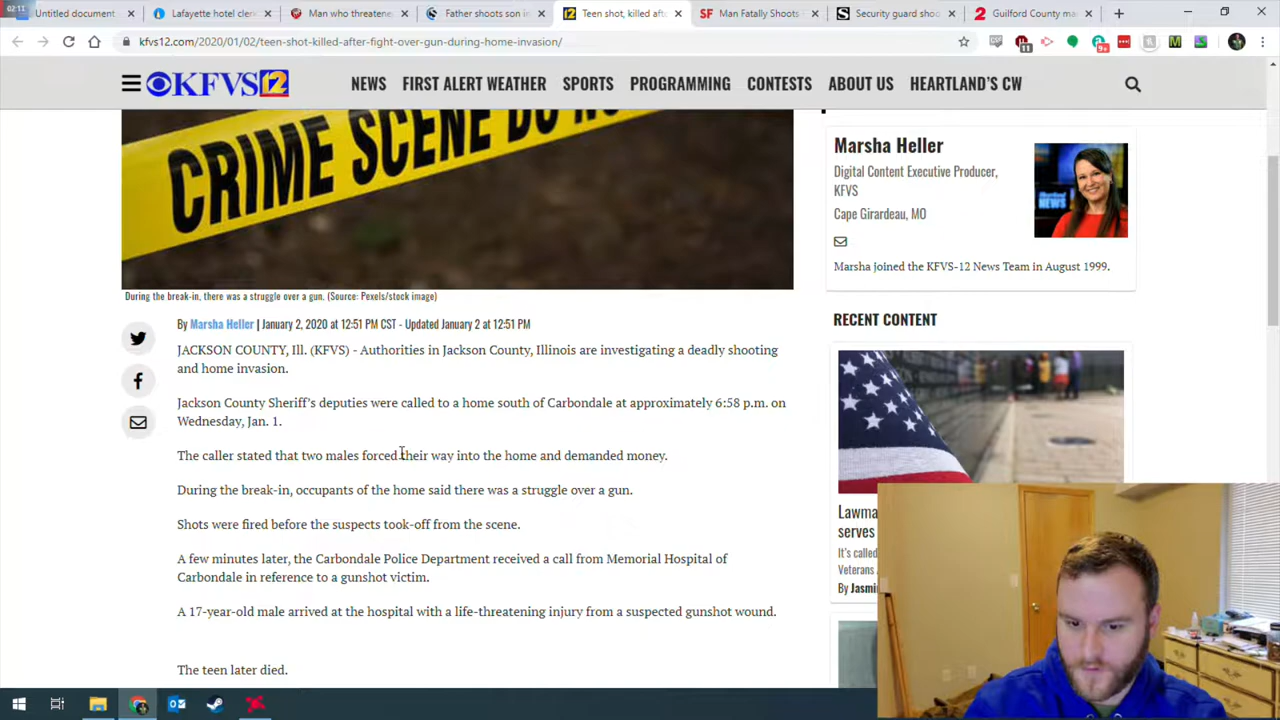 02:11
Untitled document
Lafayette hotel cler
Man who threatene
Father shoots son i
Teen shot, killed afte
Man Fatally Shoots
Security guard shoo
Guilford County ma
kfvs12.com/2020/01/02/teen-shot-killed-after-fight-over-gun-during-home-invasion/
KFVS12
NEWS FIRST ALERT WEATHER SPORTS PROGRAMMING CONTESTS ABOUT US HEARTLAND'S CW
CRIME SCENE DO NO
During the break-in, there was a struggle over a gun. (Source: Pexels/stock image)
By Marsha Heller | January 2, 2020 at 12:51 PM CST - Updated January 2 at 12:51 PM
JACKSON COUNTY, Ill. (KFVS) - Authorities in Jackson County, Illinois are investigating a deadly shooting
and home invasion.
Jackson County Sheriff's deputies were called to a home south of Carbondale at approximately 6:58 p.m. on
Wednesday, Jan. 1.
The caller stated that two males forced their way into the home and demanded money.
During the break-in, occupants of the home said there was a struggle over a gun.
Shots were fired before the suspects took-off from the scene.
A few minutes later, the Carbondale Police Department received a call from Memorial Hospital of
Carbondale in reference to a gunshot victim.
A 17-year-old male arrived at the hospital with a life-threatening injury from a suspected gunshot wound.
The teen later died.
Marsha Heller
Digital Content Executive Producer,
KFVS
Cape Girardeau, MO
Marsha joined the KFVS-12 News Team in August 1999.
RECENT CONTENT
Lawma
serves
It's called
Veterans
By Jasmi